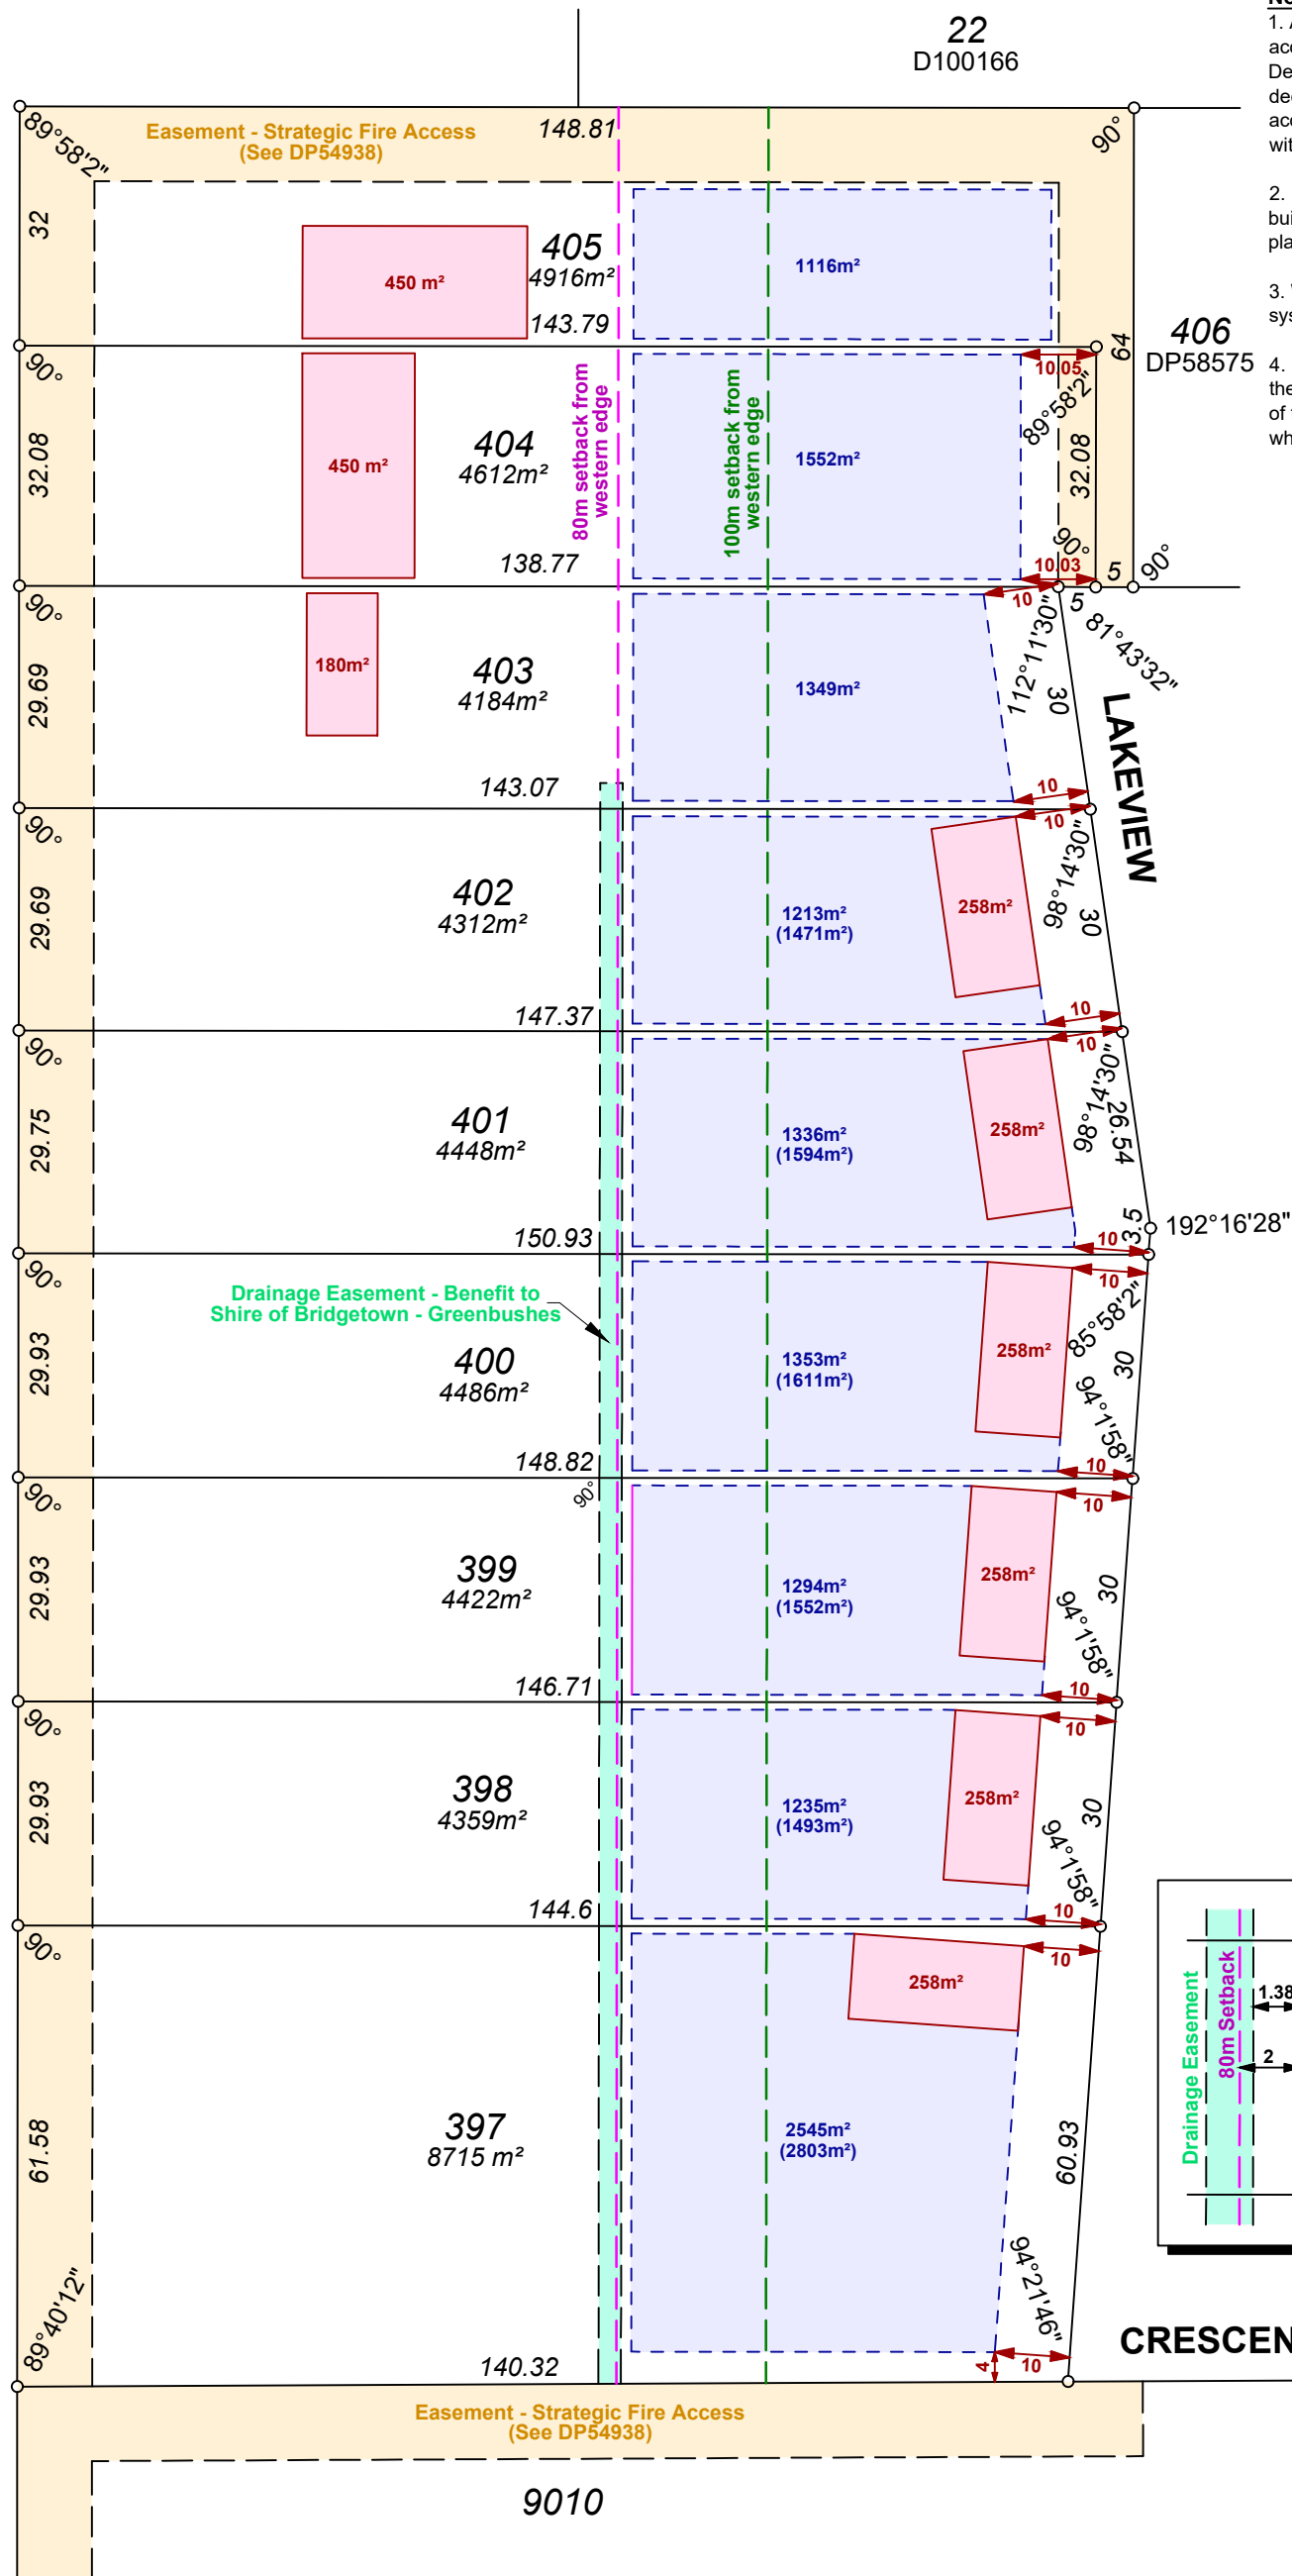 22
D100166
1.
2.
3.
4.
89°58'2"
Easement - Strategic Fire Access
(See DP54938)
148.81
90°
32
405
4916m²
450 m²
1116m²
143.79
64
406
DP58575
90°
10.05
89°58'2"
32.08
404
4612m²
450 m²
80m setback from
western edge
100m setback from
western edge
1552m²
32.08
138.77
90°
10.03
5
90°
90°
10
5
81°43'32"
112°11'30"
29.69
403
4184m²
180m²
1349m²
30
LAKEVIEW
143.07
10
90°
10
98°14'30"
29.69
402
4312m²
1213m²
(1471m²)
258m²
30
147.37
10
90°
10
98°14'30"
26.54
29.75
401
4448m²
1336m²
(1594m²)
258m²
3.5
192°16'28"
150.93
10
90°
10
85°58'2"
Drainage Easement - Benefit to
Shire of Bridgetown - Greenbushes
29.93
400
4486m²
1353m²
(1611m²)
258m²
30
94°1'58"
148.82
10
90°
90°
10
29.93
399
4422m²
1294m²
(1552m²)
258m²
30
94°1'58"
146.71
10
90°
10
29.93
398
4359m²
1235m²
(1493m²)
258m²
30
94°1'58"
144.6
10
90°
10
258m²
61.58
397
8715 m²
2545m²
(2803m²)
60.93
Drainage Easement
80m Setback
1.38
2
89°40'12"
94°21'46"
140.32
4
10
CRESCEN
Easement - Strategic Fire Access
(See DP54938)
9010